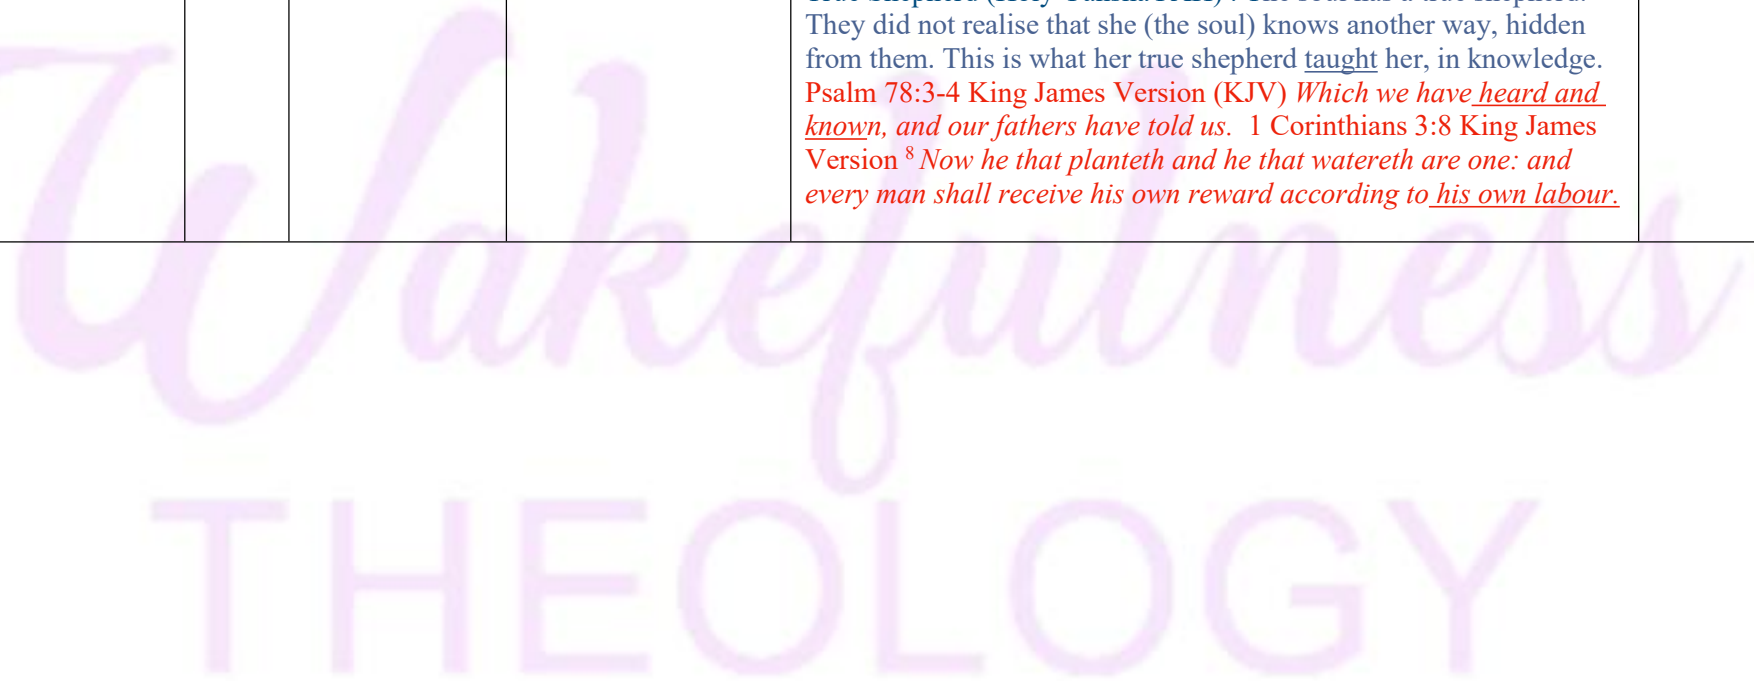 They did not realise that she (the soul) knows another way, hidden
from them. This is what her true shepherd taught her, in knowledge.
Psalm 78:3-4 King James Version (KJV) Which we have heard and
known, and our fathers have told us. 1 Corinthians 3:8 King James
Version 8 Now he that planteth and he that watereth are one: and
every man shall receive his own reward according to his own labour.
Wakefulness
THEOLOGY